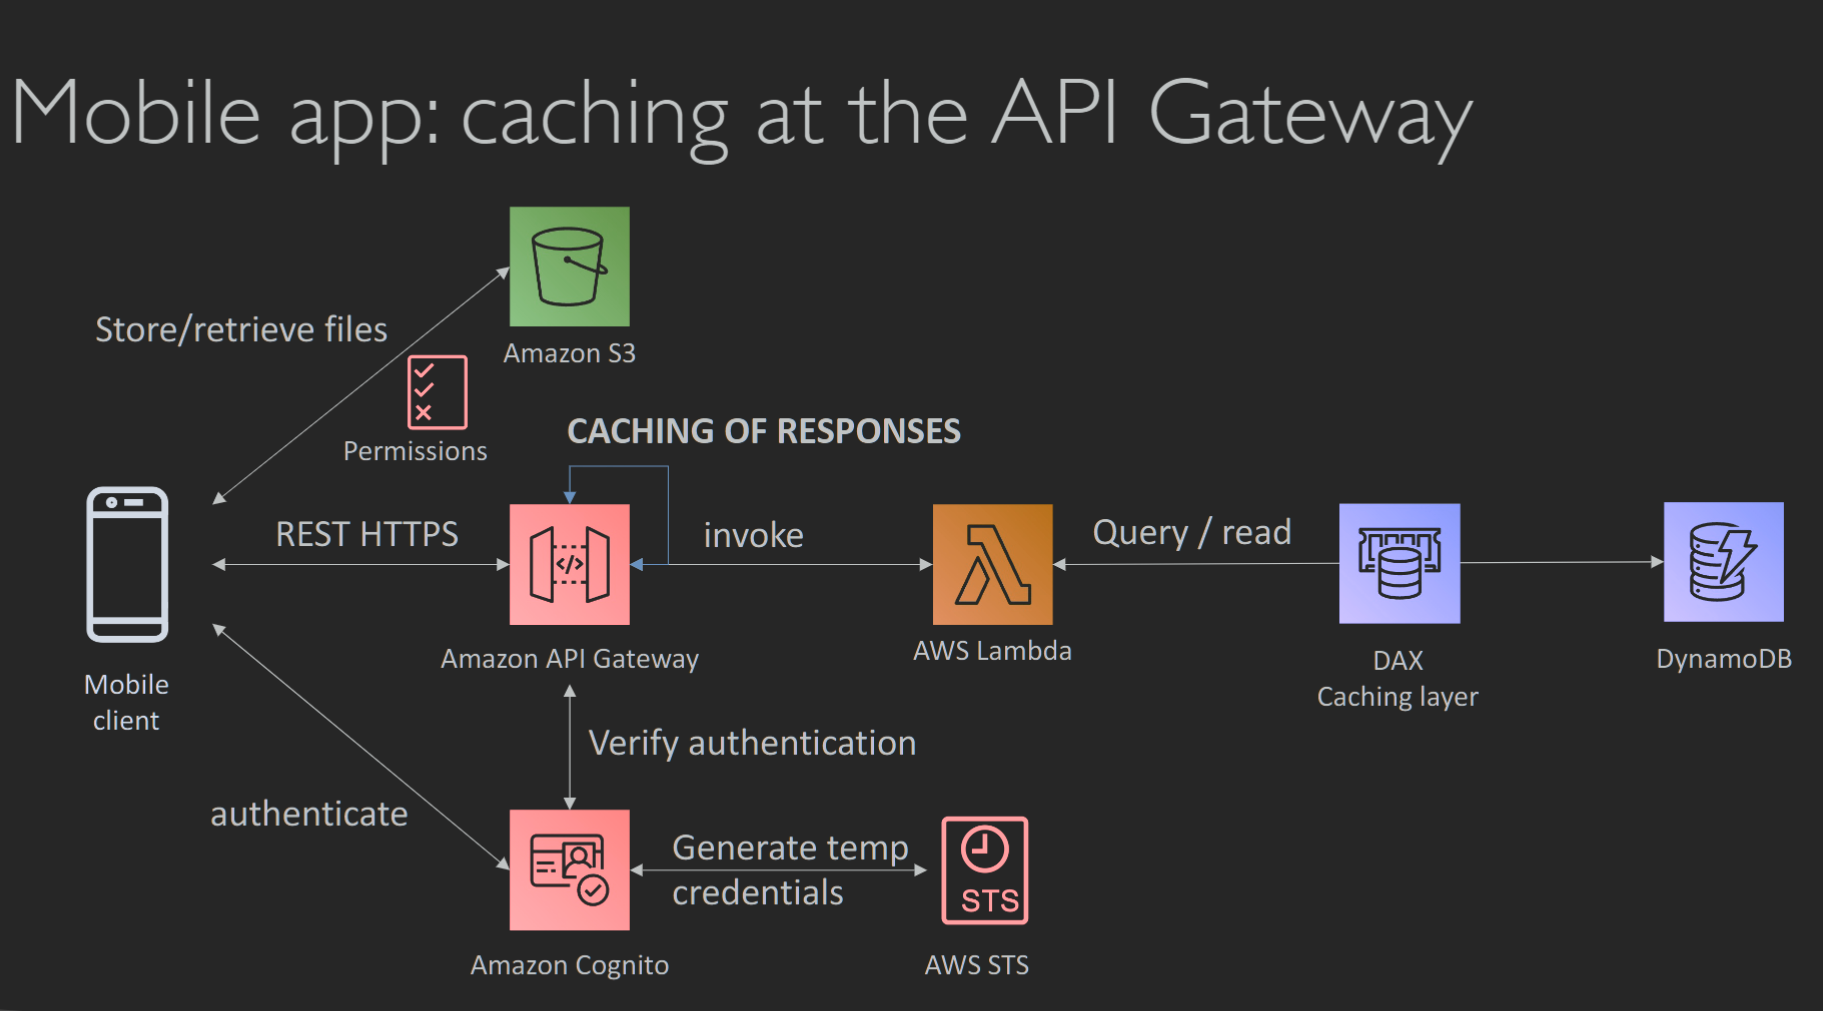 Mobile app: caching at the API Gateway
Amazon S3
Store/retrieve files
Permissions
CACHING OF RESPONSES
REST HTTPS
</>
invoke
Query / read
Mobile
client
Amazon API Gateway
AWS Lambda
DAX
Caching layer
DynamoDB
Verify authentication
authenticate
Generate temp
credentials
STS
Amazon Cognito
AWS STS